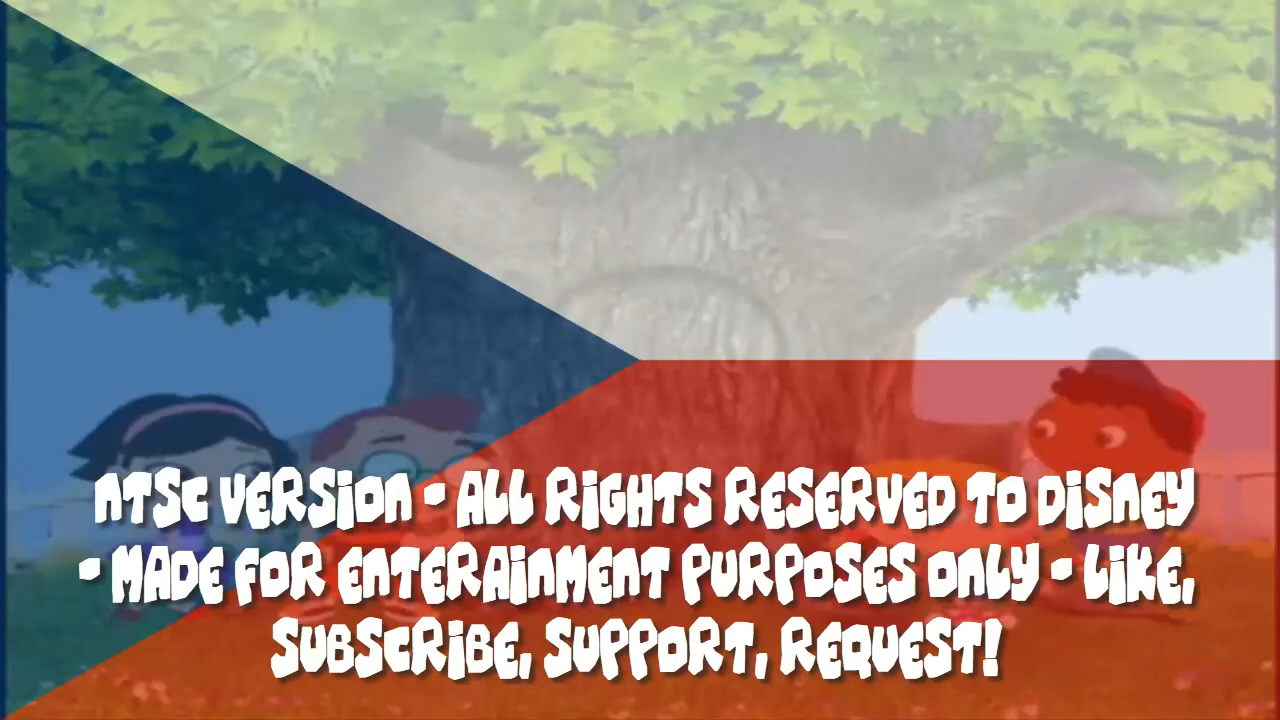 NTSC VERSION - ALL RIGHTS RESERVED TO DISNEY
- MADE FOR ENTERAINMENT PURPOSES ONLY - LIKE,
SUBSCRIBE, SUPPORT, REQUEST!